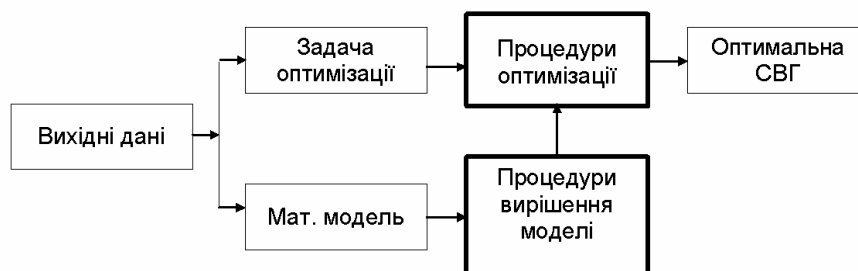 Задача
оптимізації
Процедури
оптимізації
Оптимальна
СВГ
Вихідні дані
Мат. модель
Процедури
вирішення
моделі